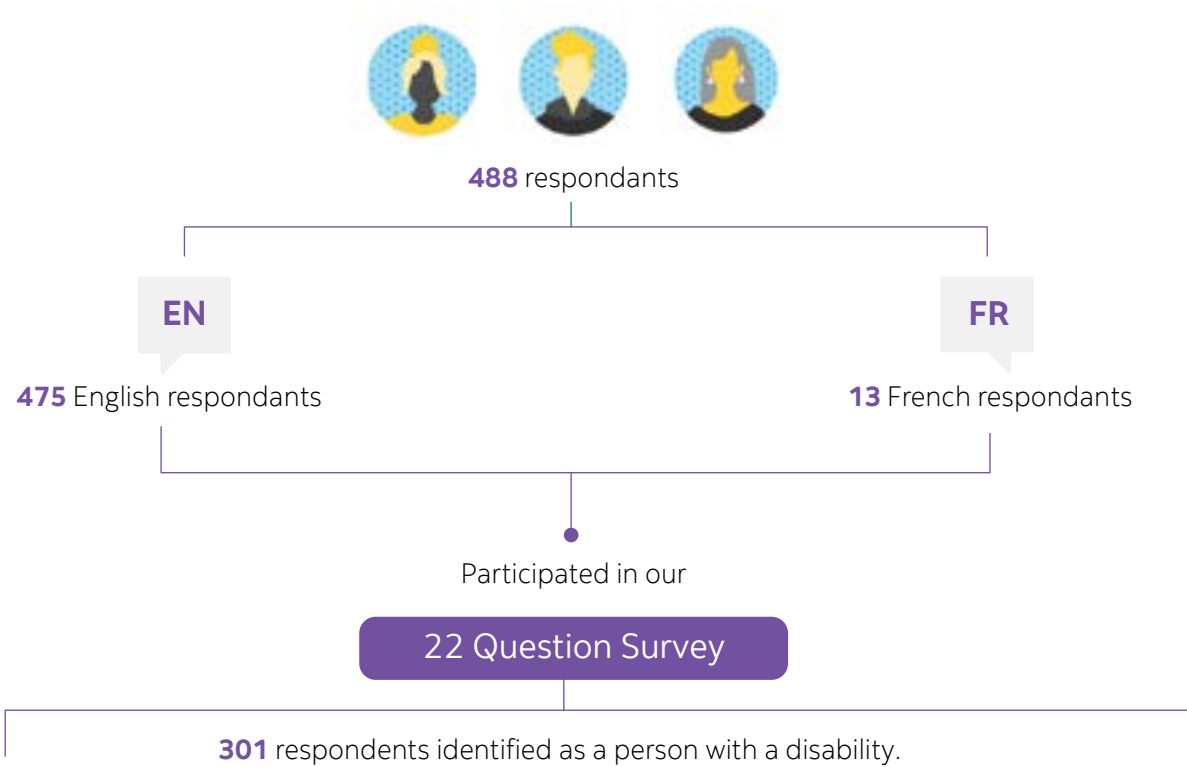 488 respondants
EN
FR
475 English respondants
13 French respondants
Participated in our
22 Question Survey
301 respondents identified as a person with a disability.